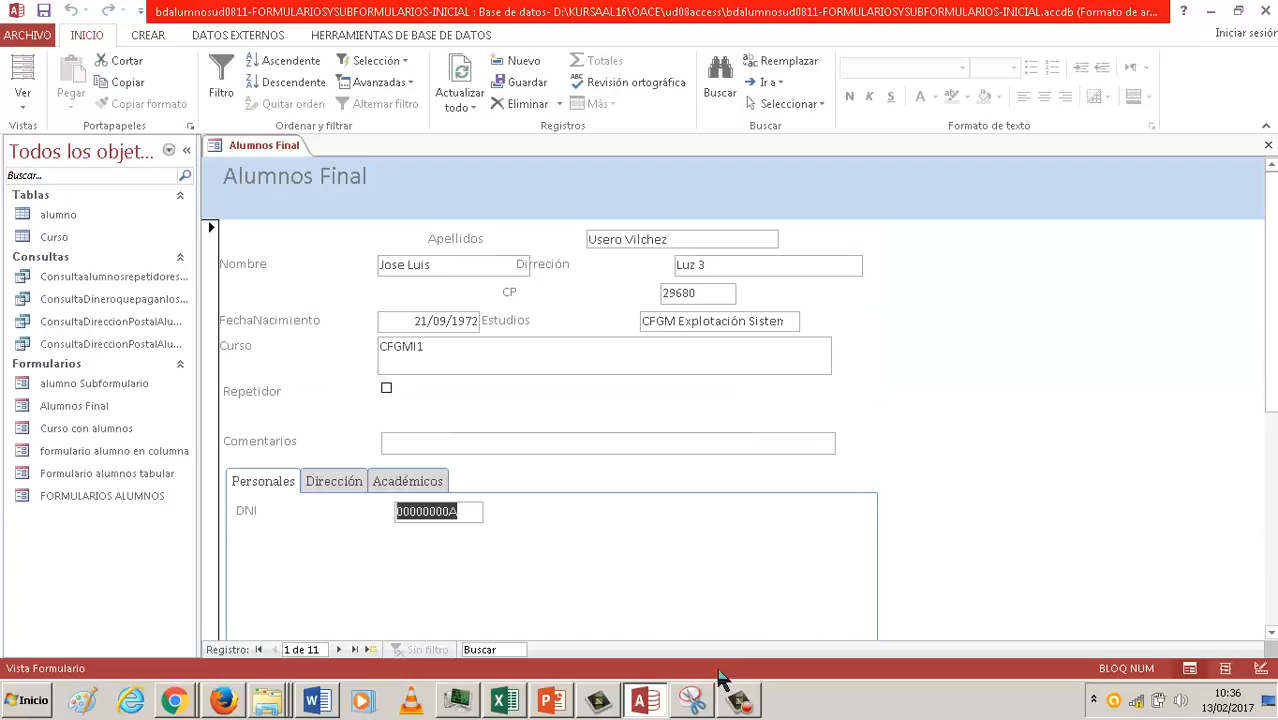 bdalumnosud0811-FORMULARIOSYSUBFORMULARIOS-INICIAL : Base de datos- D:\KURSAAL16\OACE\ud08access\bdalumnosud0811-FORMULARIOSYSUBFORMULARIOS-INICIAL.accdb (Formato de ar...
ARCHIVO INICIO CREAR DATOS EXTERNOS HERRAMIENTAS DE BASE DE DATOS Iniciar sesión
Ver
Vistas
Pegar
Cortar
Copiar
Copiar formato
Portapapeles
Filtro
Ascendente
Descendente
Quitar orden
Selección
Avanzadas
Alternar filtro
Ordenar y filtrar
Actualizar
todo
Nuevo
Guardar
Eliminar
Totales
Revisión ortográfica
Más
Registros
Buscar
Reemplazar
Ir a
Seleccionar
Buscar
N K S A
Formato de texto
Todos los objet...
Buscar...
Tablas
alumno
Curso
Consultas
Consultaalumnosrepetidores...
ConsultaDineroquepaganlos...
ConsultaDireccionPostalAlu...
ConsultaDireccionPostalAlu...
Formularios
alumno Subformulario
Alumnos Final
Curso con alumnos
formulario alumno en columna
Formulario alumnos tabular
FORMULARIOS ALUMNOS
Alumnos Final
Alumnos Final
Apellidos Usero Vilchez
Nombre Jose Luis Dirreción Luz 3
CP 29680
FechaNacimiento 21/09/1972 Estudios CFGM Explotación Sistem
Curso CFGMI1
Repetidor
Comentarios
Personales Dirección Académicos
DNI 00000000A
Registro: 1 de 11 Sin filtro Buscar
Vista Formulario BLOQ NUM
Inicio
10:36
13/02/2017